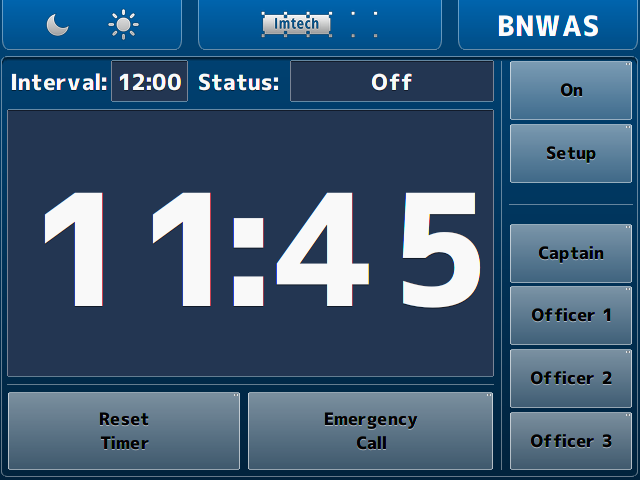 Imtech
BNWAS
Interval: 12:00 Status: Off
11:45
On
Setup
Captain
Officer 1
Officer 2
Officer 3
Reset
Timer
Emergency
Call